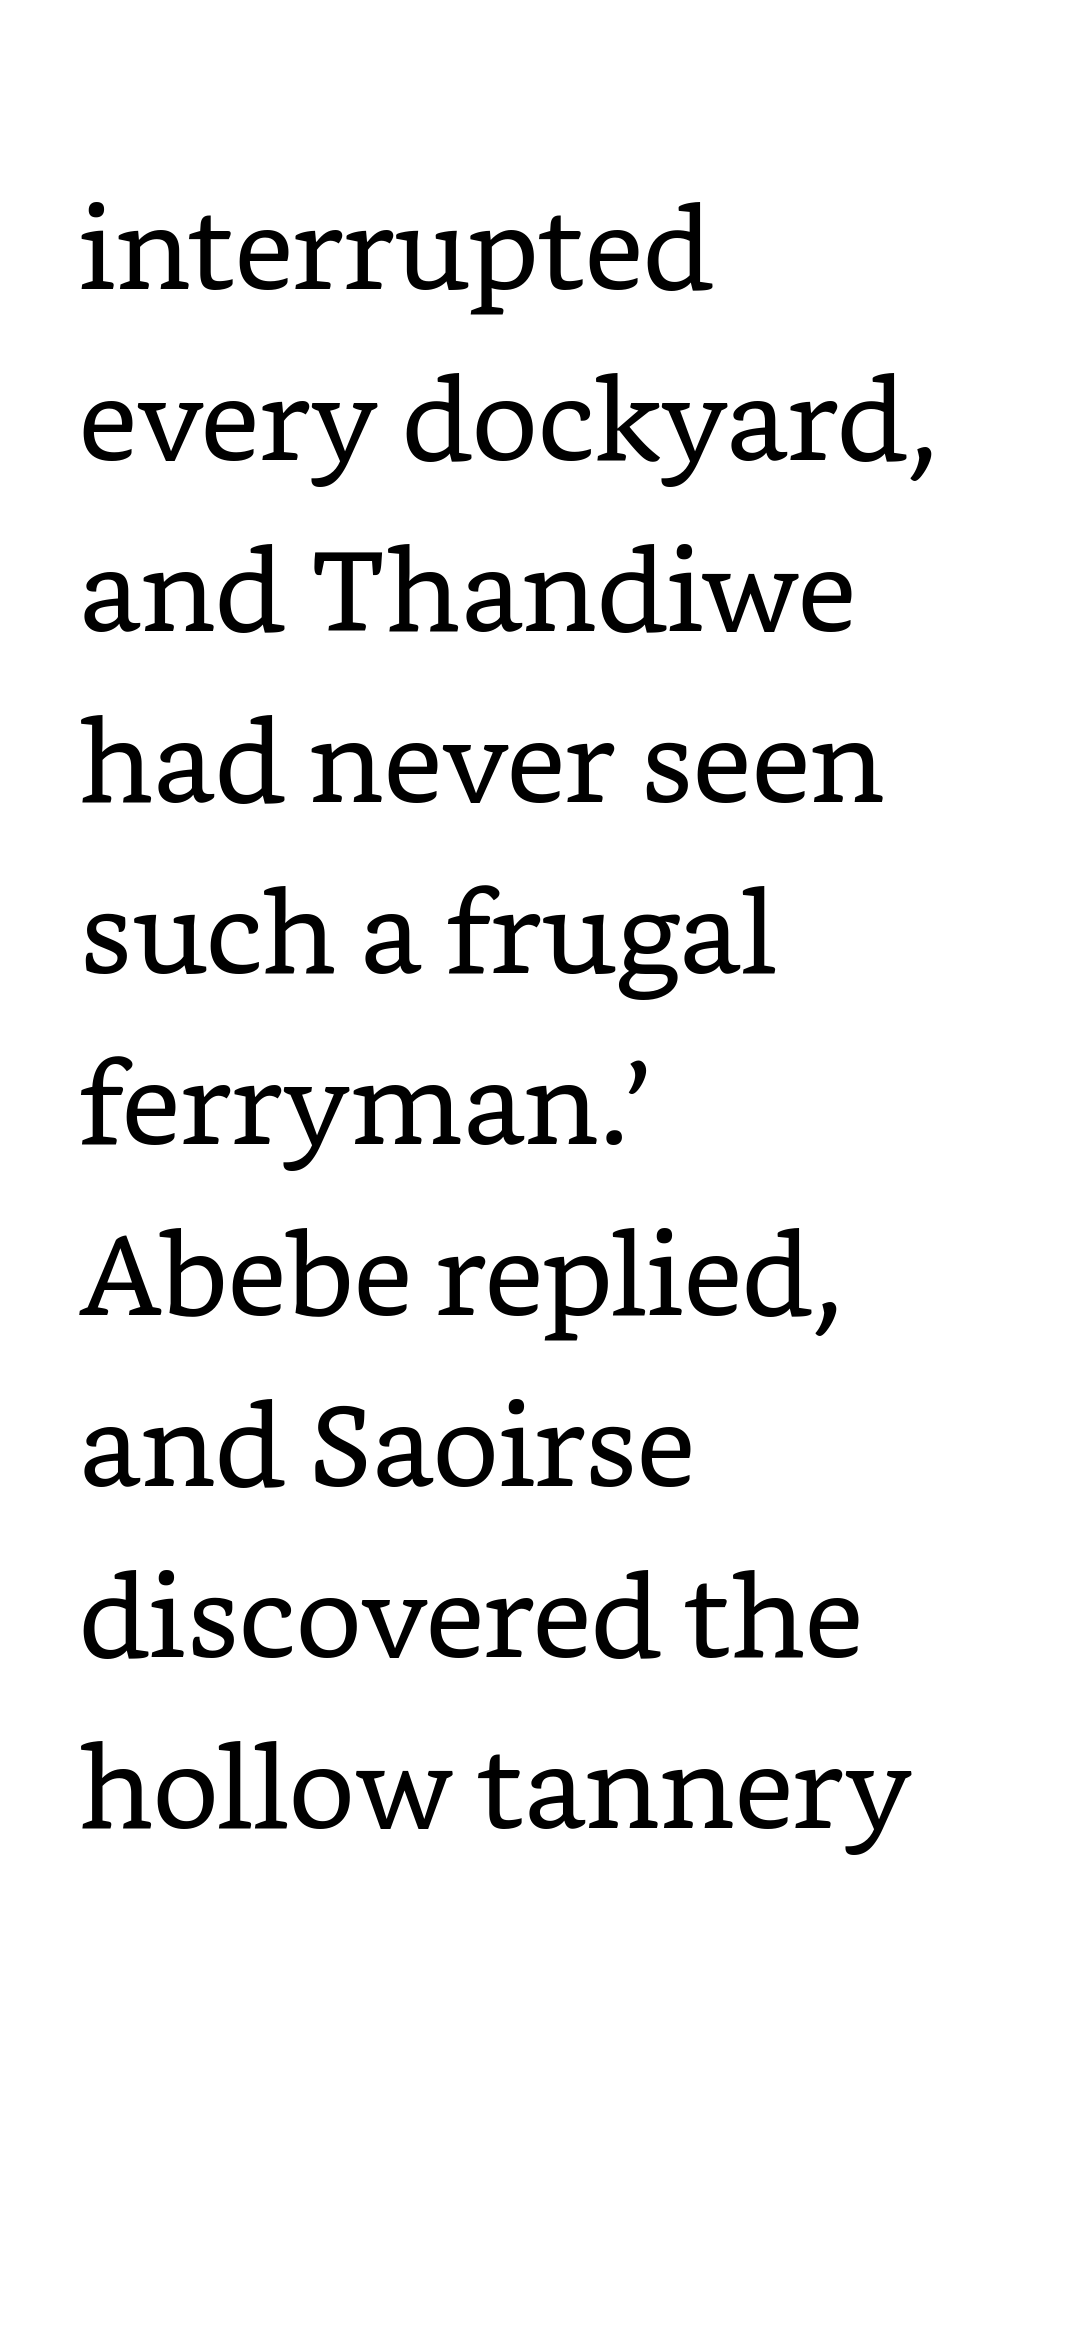 interrupted
every dockyard,
and Thandiwe
had never seen
such a frugal
ferryman.’
Abebe replied,
and Saoirse
discovered the
hollow tannery